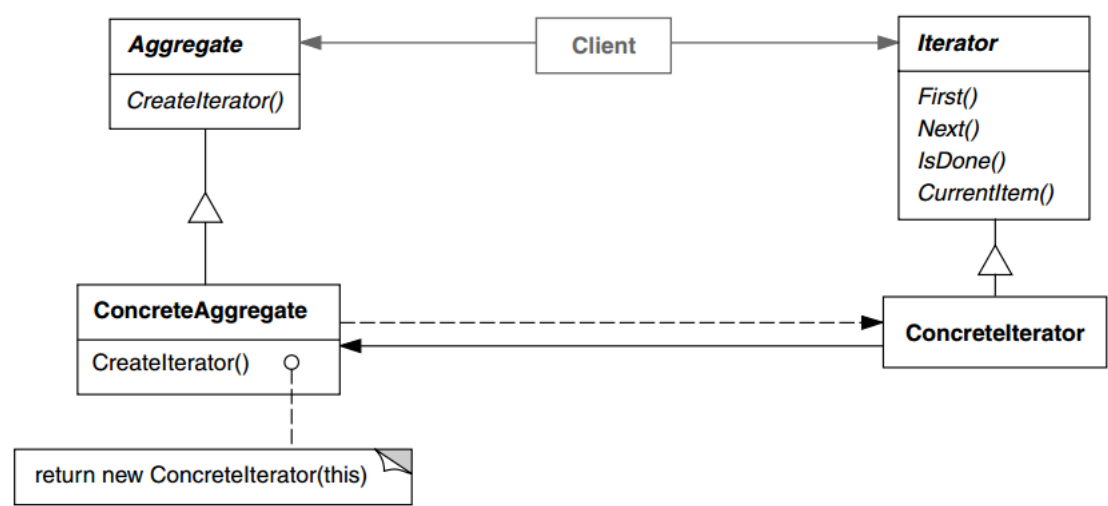 Aggregate
CreateIterator()
Client
Iterator
First()
Next()
IsDone()
CurrentItem()
ConcreteAggregate
CreateIterator()
ConcreteIterator
return new ConcreteIterator(this)